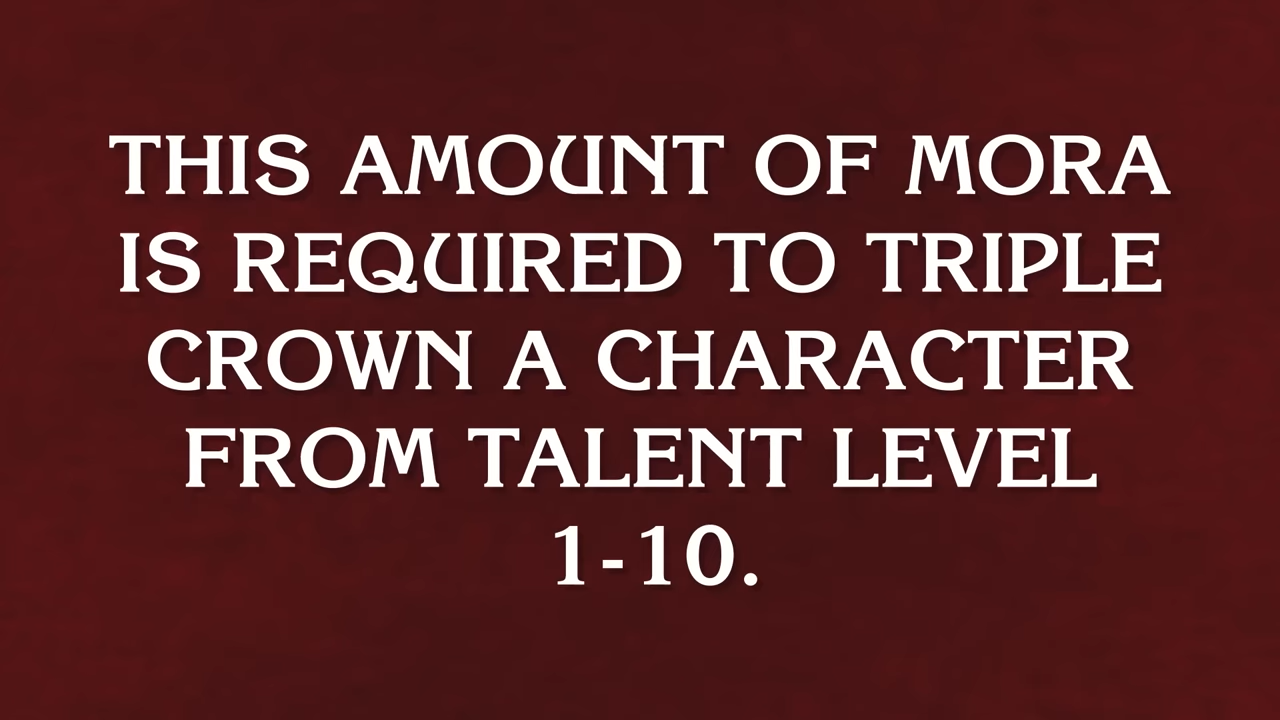 THIS AMOUNT OF MORA
IS REQUIRED TO TRIPLE
CROWN A CHARACTER
FROM TALENT LEVEL
1-10.